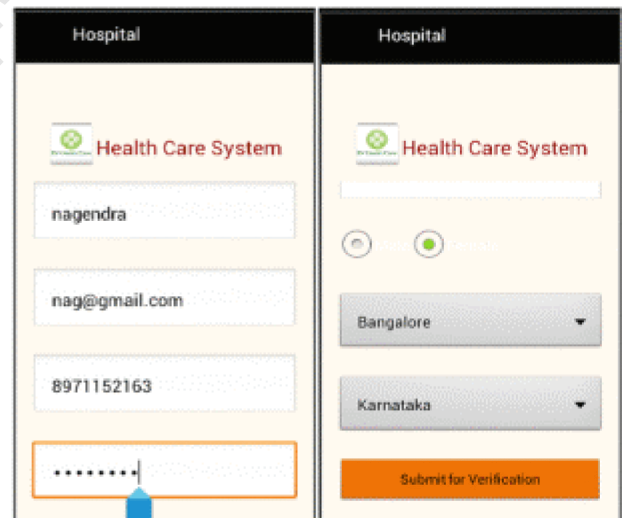 Hospital
Health Care System
nagendra
nag@gmail.com
8971152163
••••••••
Hospital
Health Care System
Bangalore
Karnataka
Submit for Verification